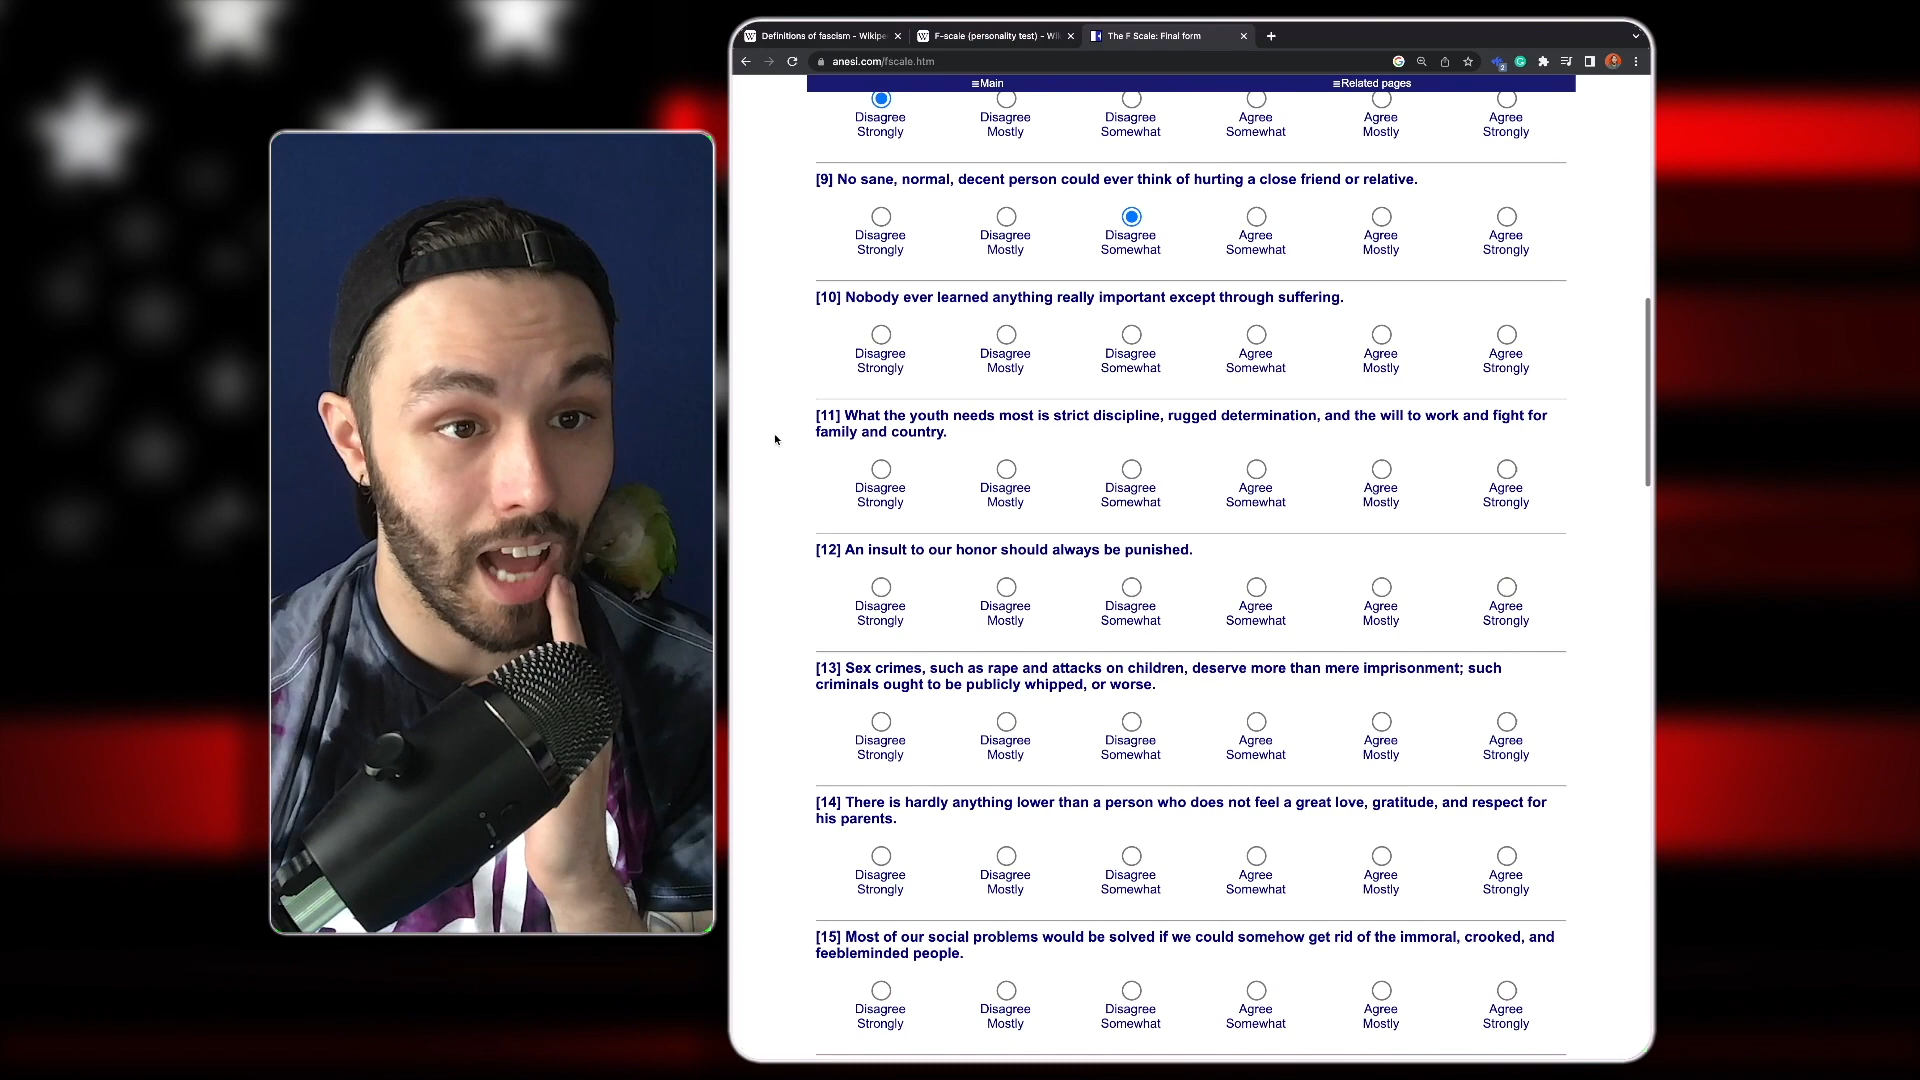 Definitions of fascism - Wikipe
F-scale (personality test) - Wi
The F Scale: Final form
anesi.com/fscale.htm
2
≡Main
≡Related pages
Disagree Strongly
Disagree Mostly
Disagree Somewhat
Agree Somewhat
Agree Mostly
Agree Strongly
[9] No sane, normal, decent person could ever think of hurting a close friend or relative.
Disagree Strongly
Disagree Mostly
Disagree Somewhat
Agree Somewhat
Agree Mostly
Agree Strongly
[10] Nobody ever learned anything really important except through suffering.
Disagree Strongly
Disagree Mostly
Disagree Somewhat
Agree Somewhat
Agree Mostly
Agree Strongly
[11] What the youth needs most is strict discipline, rugged determination, and the will to work and fight for
family and country.
Disagree Strongly
Disagree Mostly
Disagree Somewhat
Agree Somewhat
Agree Mostly
Agree Strongly
[12] An insult to our honor should always be punished.
Disagree Strongly
Disagree Mostly
Disagree Somewhat
Agree Somewhat
Agree Mostly
Agree Strongly
[13] Sex crimes, such as rape and attacks on children, deserve more than mere imprisonment; such
criminals ought to be publicly whipped, or worse.
Disagree Strongly
Disagree Mostly
Disagree Somewhat
Agree Somewhat
Agree Mostly
Agree Strongly
[14] There is hardly anything lower than a person who does not feel a great love, gratitude, and respect for
his parents.
Disagree Strongly
Disagree Mostly
Disagree Somewhat
Agree Somewhat
Agree Mostly
Agree Strongly
[15] Most of our social problems would be solved if we could somehow get rid of the immoral, crooked, and
feebleminded people.
Disagree Strongly
Disagree Mostly
Disagree Somewhat
Agree Somewhat
Agree Mostly
Agree Strongly